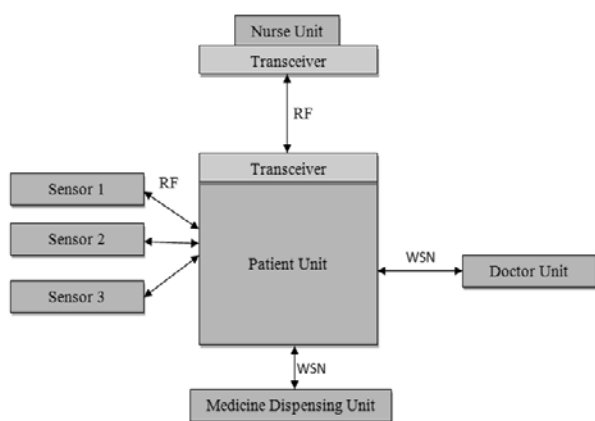 Nurse Unit
Transceiver
RF
Transceiver
Sensor 1
RF
Sensor 2
Patient Unit
WSN
Doctor Unit
Sensor 3
WSN
Medicine Dispensing Unit